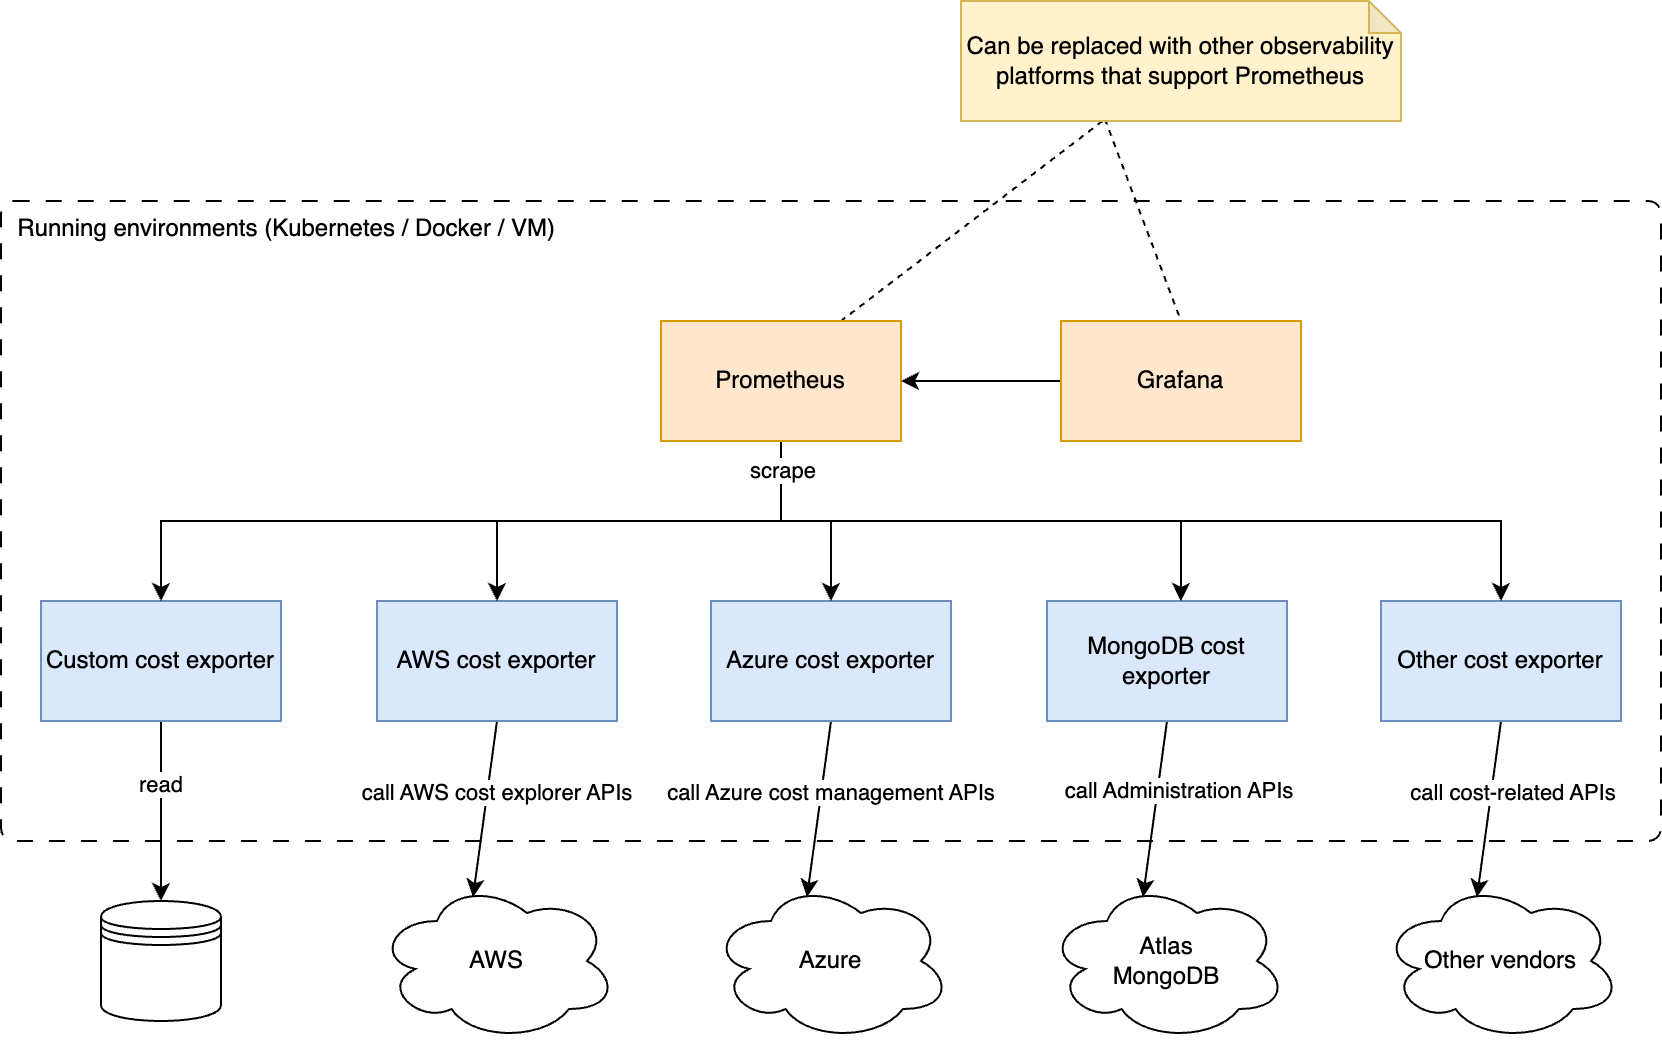 Can be replaced with other observability
platforms that support Prometheus
Running environments (Kubernetes / Docker / VM)
Prometheus
Grafana
scrape
Custom cost exporter
AWS cost exporter
Azure cost exporter
MongoDB cost
exporter
Other cost exporter
read
call AWS cost explorer APIs
call Azure cost management APIs
call Administration APIs
call cost-related APIs
AWS
Azure
Atlas
MongoDB
Other vendors